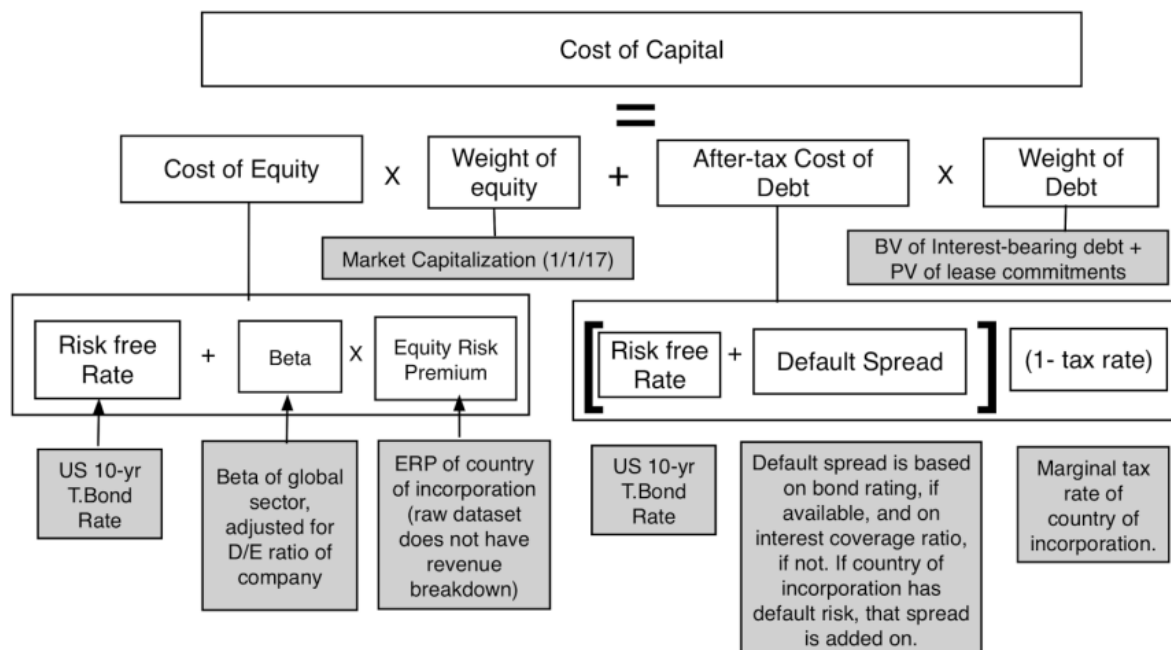 Cost of Capital
=
Cost of Equity
X
Weight of
equity
+
After-tax Cost of
Debt
X
Weight of
Debt
Market Capitalization (1/1/17)
BV of Interest-bearing debt +
PV of lease commitments
Risk free
Rate
+
Beta
X
Equity Risk
Premium
[
Risk free
Rate
+
Default Spread
]
(1- tax rate)
US 10-yr
T.Bond
Rate
Beta of global
sector,
adjusted for
D/E ratio of
company
ERP of country
of incorporation
(raw dataset
does not have
revenue
breakdown)
US 10-yr
T.Bond
Rate
Default spread is based
on bond rating, if
available, and on
interest coverage ratio,
if not. If country of
incorporation has
default risk, that spread
is added on.
Marginal tax
rate of
country of
incorporation.